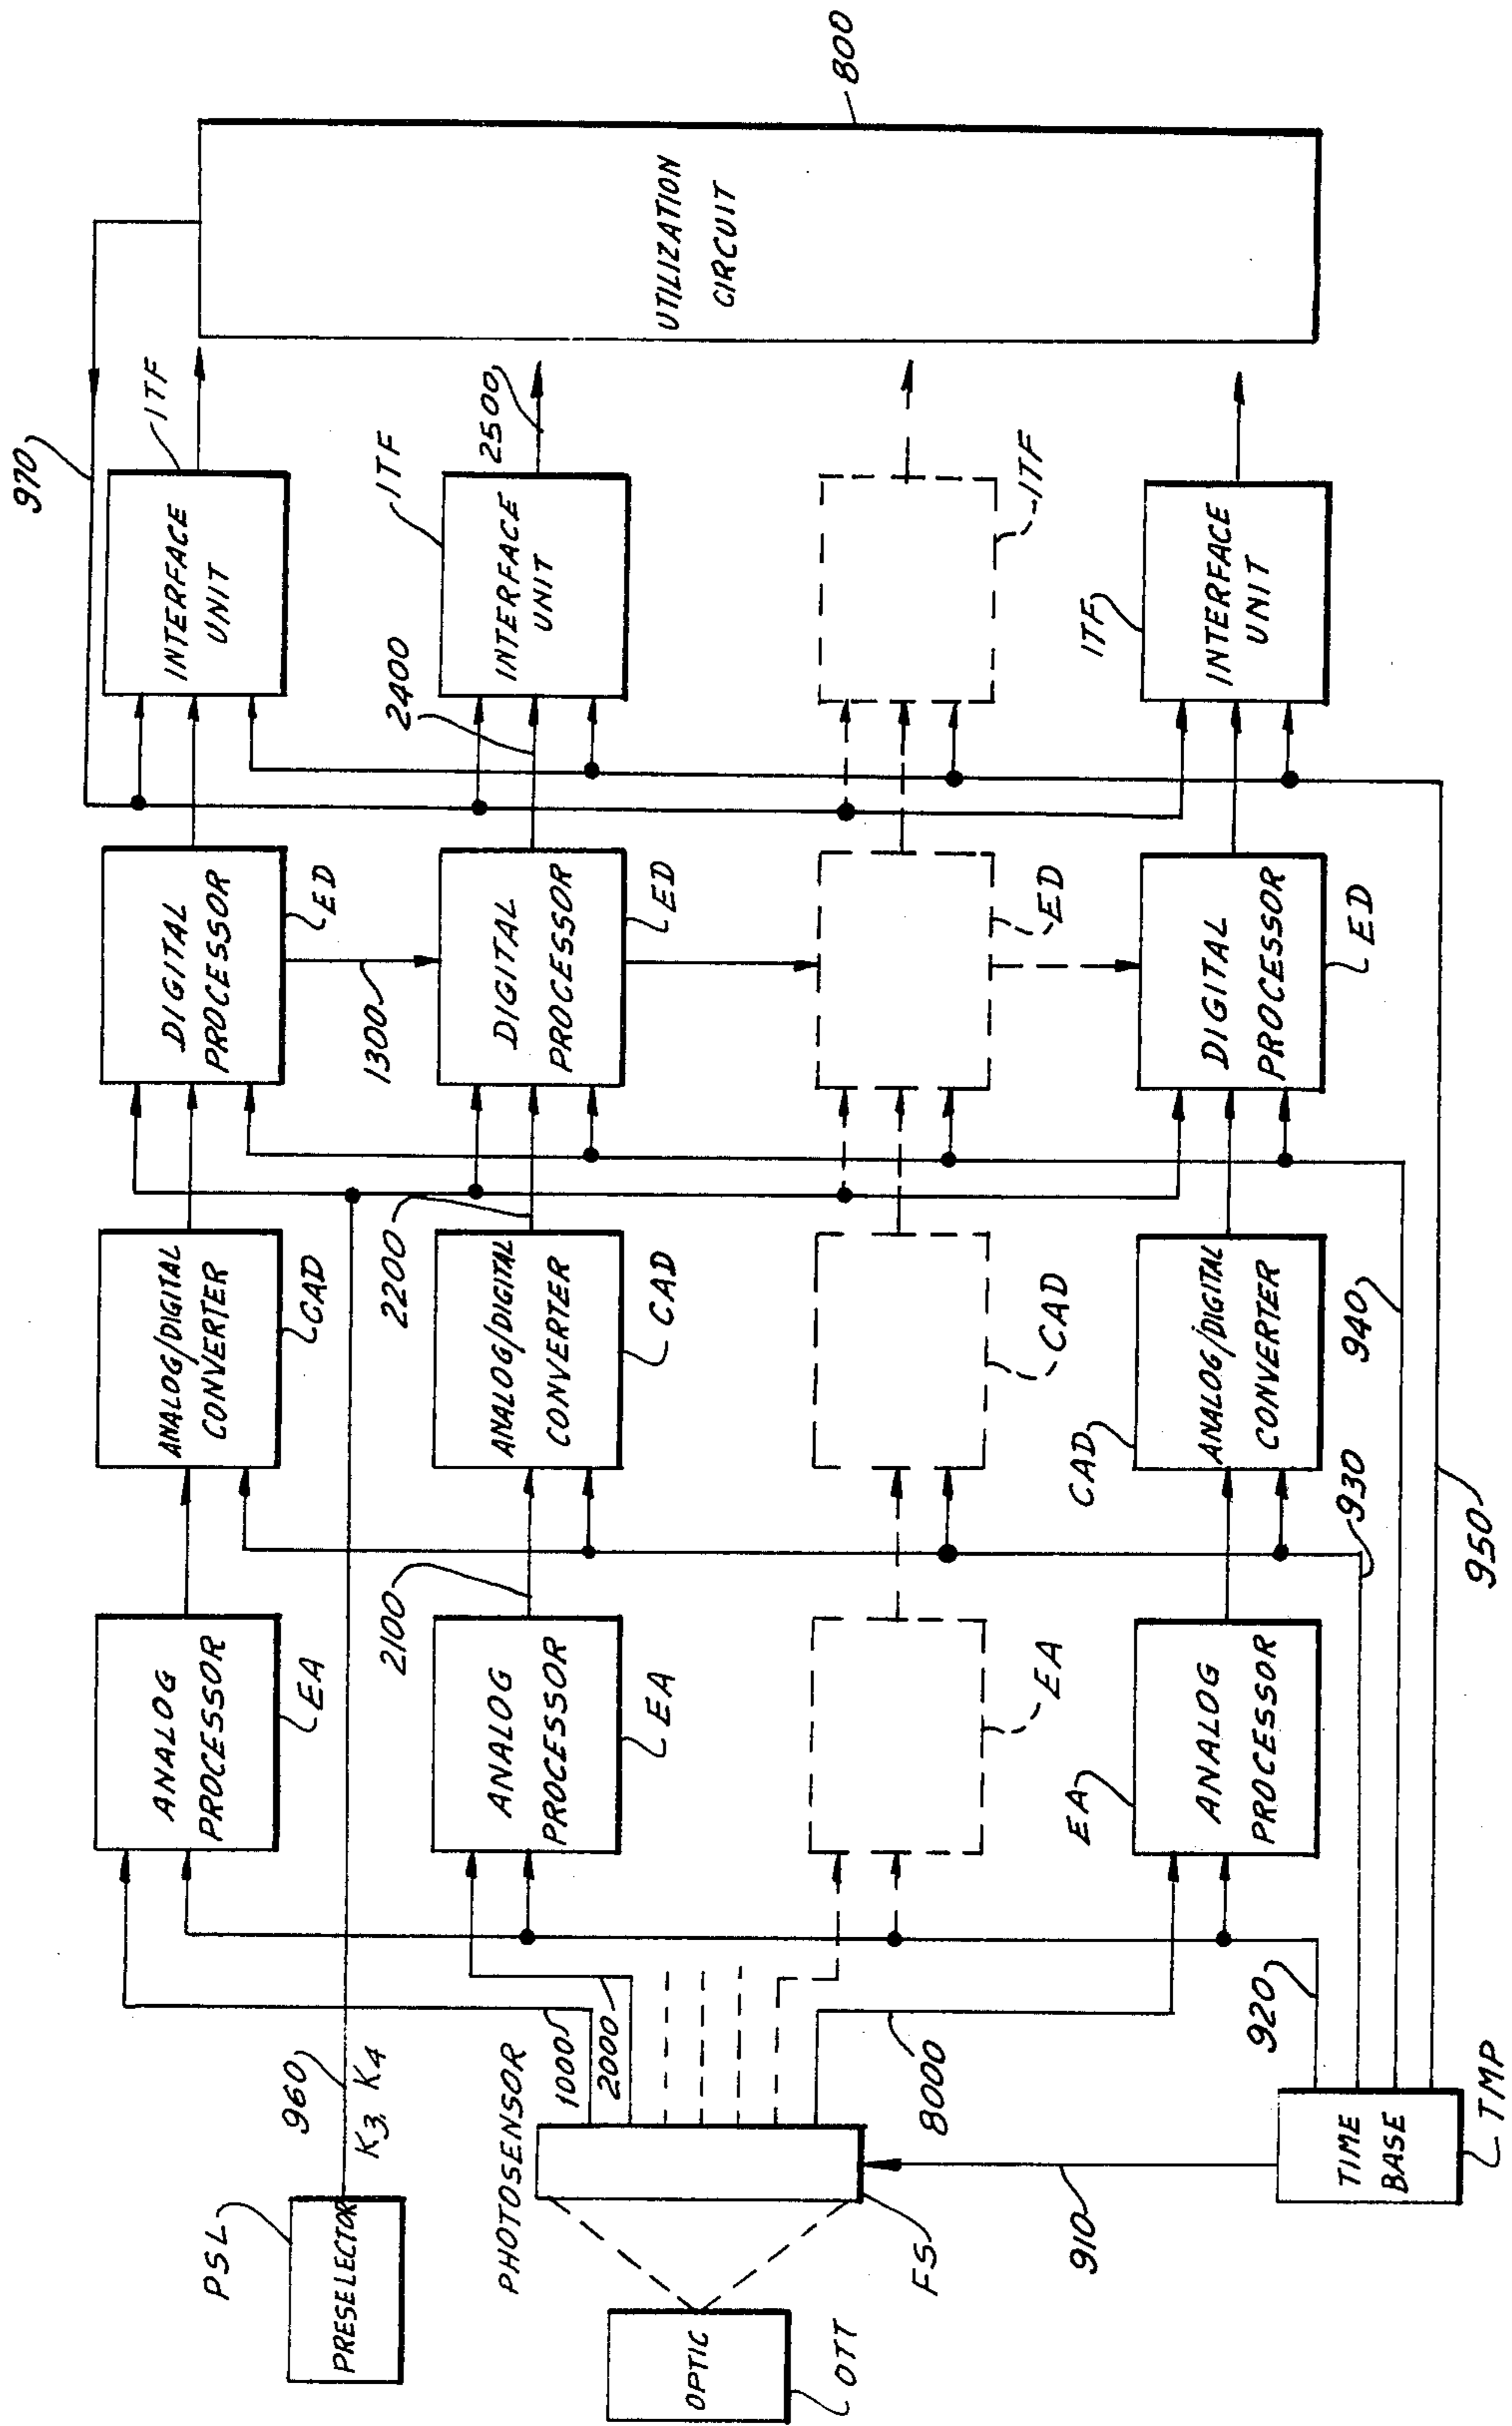 PRESELECTOR
PSL
960
K3, K4
OPTIC
OTT
PHOTOSENSOR
FS
1000
2000
8000
910
TIME
BASE
TMP
920
930
940
950
ANALOG
PROCESSOR
EA
ANALOG
PROCESSOR
EA
2100
EA
ANALOG
PROCESSOR
EA
ANALOG/DIGITAL
CONVERTER
CAD
ANALOG/DIGITAL
CONVERTER
CAD
2200
CAD
ANALOG/DIGITAL
CONVERTER
CAD
DIGITAL
PROCESSOR
ED
1300
DIGITAL
PROCESSOR
ED
2400
ED
DIGITAL
PROCESSOR
ED
INTERFACE
UNIT
ITF
970
INTERFACE
UNIT
ITF
2500
ITF
INTERFACE
UNIT
ITF
UTILIZATION
CIRCUIT
800